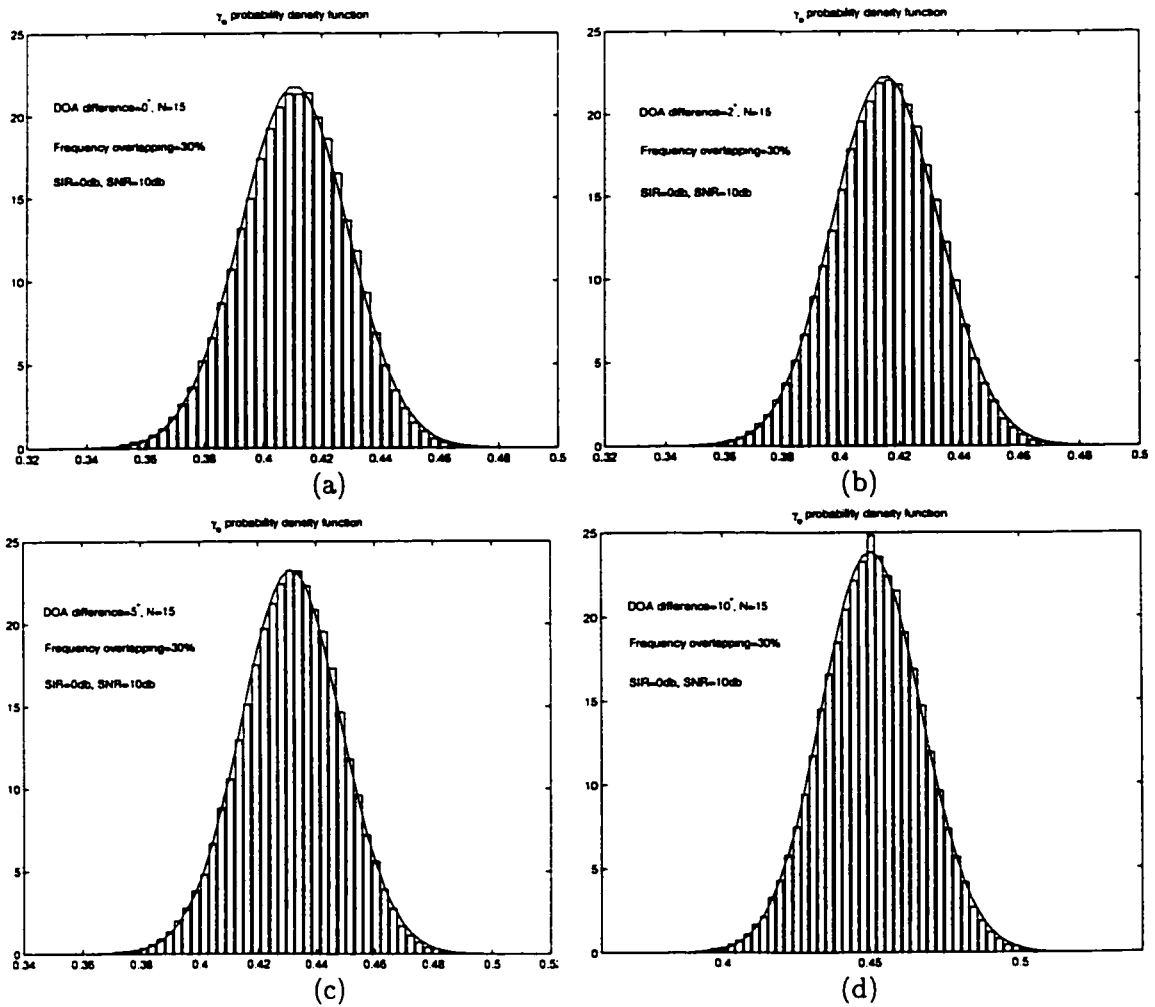 γₒ probability density function
25
20
15
10
5
0
DOA difference=0°, N=15
Frequency overlapping=30%
SIR=0db, SNR=10db
0.32 0.34 0.36 0.38 0.4 0.42 0.44 0.46 0.48 0.5
(a)
γₒ probability density function
25
20
15
10
5
0
DOA difference=2°, N=15
Frequency overlapping=30%
SIR=0db, SNR=10db
0.32 0.34 0.36 0.38 0.4 0.42 0.44 0.46 0.48 0.5
(b)
γₒ probability density function
25
20
15
10
5
0
DOA difference=5°, N=15
Frequency overlapping=30%
SIR=0db, SNR=10db
0.34 0.36 0.38 0.4 0.42 0.44 0.46 0.48 0.5 0.52
(c)
γₒ probability density function
25
20
15
10
5
0
DOA difference=10°, N=15
Frequency overlapping=30%
SIR=0db, SNR=10db
0.4 0.45 0.5
(d)